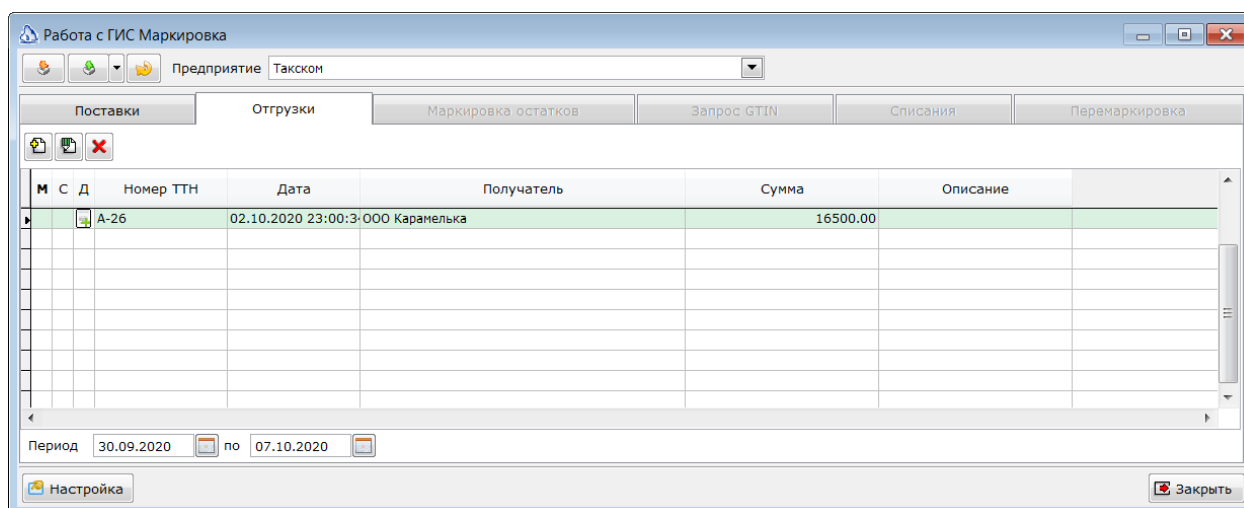 Работа с ГИС Маркировка
Предприятие Такском
Поставки Отгрузки Маркировка остатков Запрос GTIN Списания Перемаркировка
М С Д Номер ТТН Дата Получатель Сумма Описание
А-26 02.10.2020 23:00:3 ООО Карамелька 16500.00
Период 30.09.2020 по 07.10.2020
Настройка Закрыть